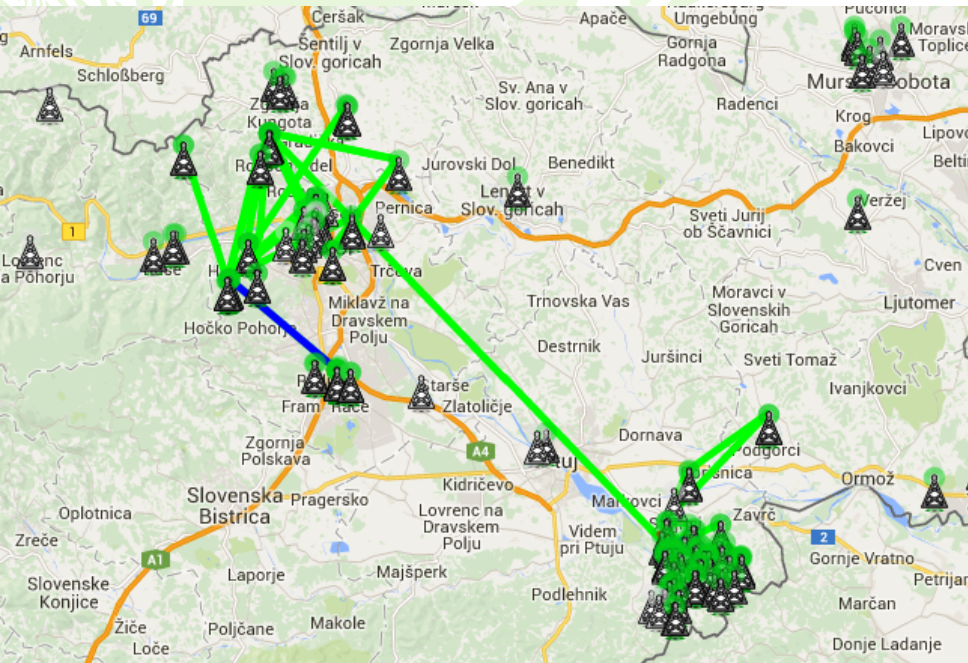 69
Ceršak
Apače
Umgebung
Pučonci
Moravs
Toplice
Arnfels
Šentilj v
Slov. goricah
Zgornja Velka
Gornja
Radgona
Schloßberg
Sv. Ana v
Slov. goricah
Radenci
Kungota
Krog
Bakovci
Lipovo
Jurovski Dol
Benedikt
Belti
Pernica
Slov. goricah
Sveti Jurij
ob Ščavnici
Veržej
1
a Pohorju
Cven
Trnovska Vas
Moravci v
Slovenskih
Goricah
Ljutomer
Miklavž na
Dravskem
Polju
Hočko Pohorje
Destrnik
Juršinci
Sveti Tomaž
Ivanjkovci
Starše
Fram
Rače
Zlatoličje
Zgornja
Polskava
A4
Dornava
Podgorci
Kidričevo
Ormož
Slovenska
Bistrica
Pragersko
Markovci
Zavrč
Oplotnica
Lovrenc na
Dravskem
Polju
Videm
pri Ptuju
2
Zreče
A1
Gornje Vratno
Slovenske
Konjice
Laporje
Majšperk
Petrijan
Podlehnik
Marčan
Žiče
Poljčane
Makole
Loče
Donje Ladanje